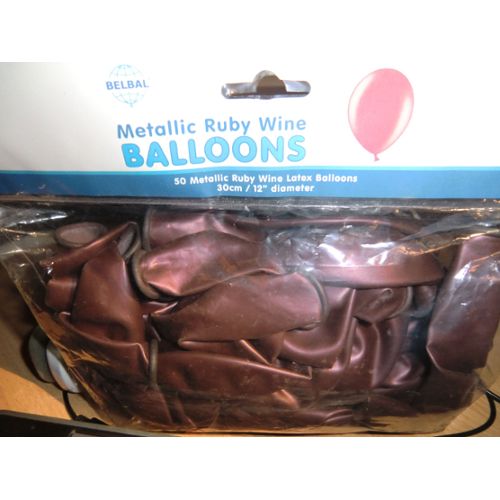 BELBAL
Metallic Ruby Wine
BALLOONS
50 Metallic Ruby Wine Latex Balloons
30cm / 12" diameter